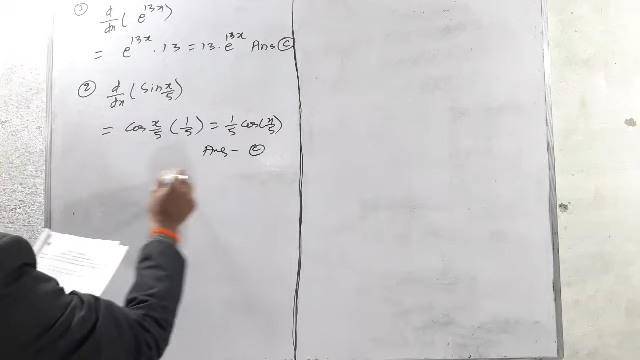 ① d/dx ( e^13x )
= e^13x . 13 = 13 . e^13x Ans ⓒ
② d/dx ( Sin x/5 )
= Cos x/5 ( 1/5 ) = 1/5 Cos ( x/5 )
Ans - ⓒ